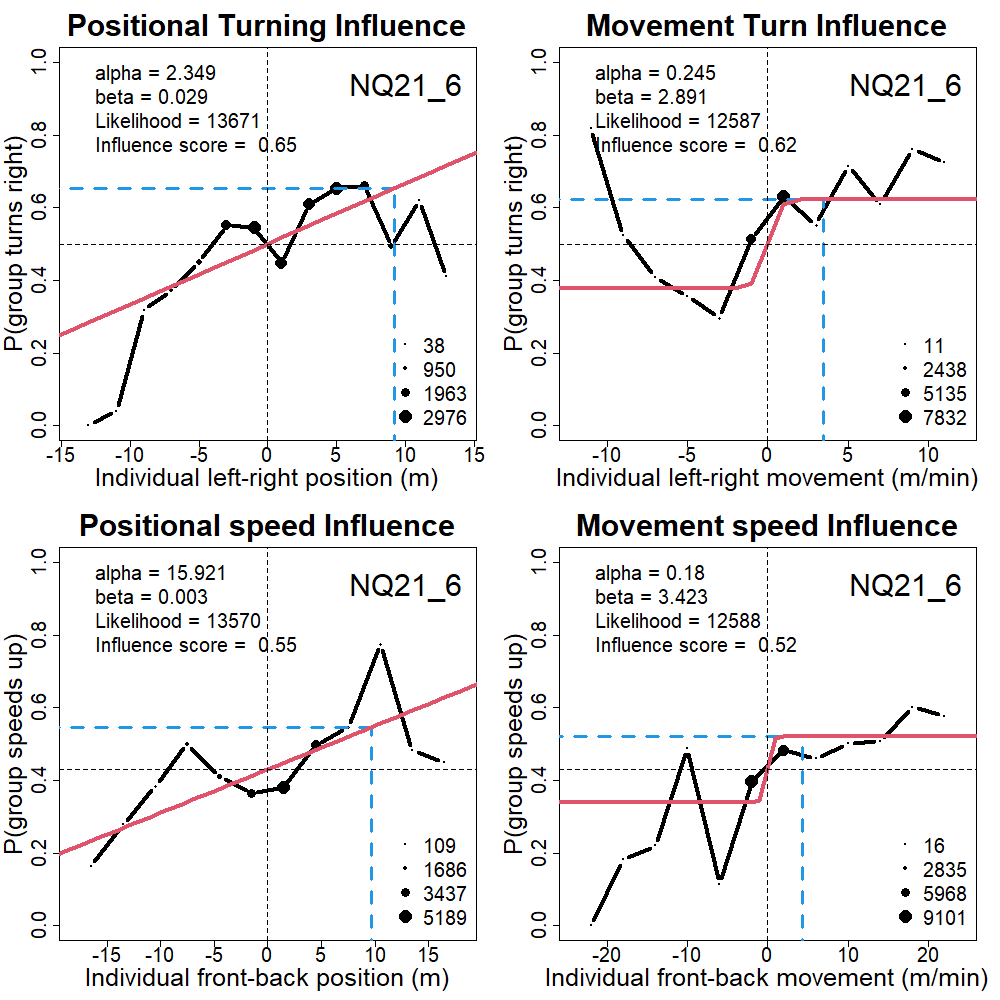 Positional Turning Influence
alpha = 2.349
beta = 0.029
Likelihood = 13671
Influence score = 0.65
NQ21_6
P(group turns right)
1.0
0.8
0.6
0.4
0.2
0.0
38
950
1963
2976
-15 -10 -5 0 5 10 15
Individual left-right position (m)
Movement Turn Influence
alpha = 0.245
beta = 2.891
Likelihood = 12587
Influence score = 0.62
NQ21_6
P(group turns right)
1.0
0.8
0.6
0.4
0.2
0.0
11
2438
5135
7832
-10 -5 0 5 10
Individual left-right movement (m/min)
Positional speed Influence
alpha = 15.921
beta = 0.003
Likelihood = 13570
Influence score = 0.55
NQ21_6
P(group speeds up)
1.0
0.8
0.6
0.4
0.2
0.0
109
1686
3437
5189
-15 -10 -5 0 5 10 15
Individual front-back position (m)
Movement speed Influence
alpha = 0.18
beta = 3.423
Likelihood = 12588
Influence score = 0.52
NQ21_6
P(group speeds up)
1.0
0.8
0.6
0.4
0.2
0.0
16
2835
5968
9101
-20 -10 0 10 20
Individual front-back movement (m/min)